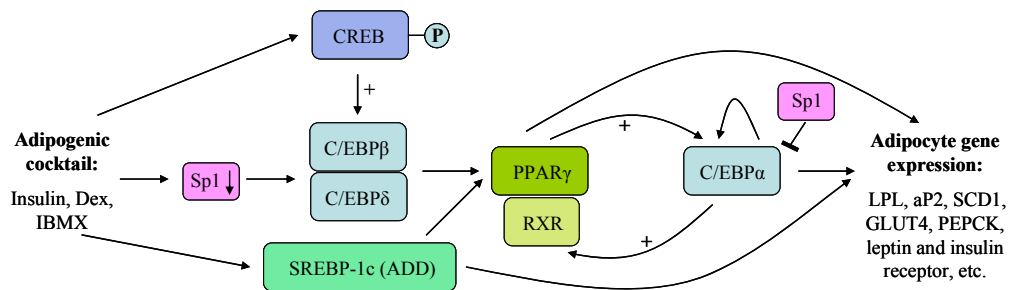 CREB
P
+
Adipogenic
cocktail:
Insulin, Dex,
IBMX
Sp1
C/EBPβ
C/EBPδ
SREBP-1c (ADD)
PPARγ
RXR
+
+
C/EBPα
Sp1
Adipocyte gene
expression:
LPL, aP2, SCD1,
GLUT4, PEPCK,
leptin and insulin
receptor, etc.